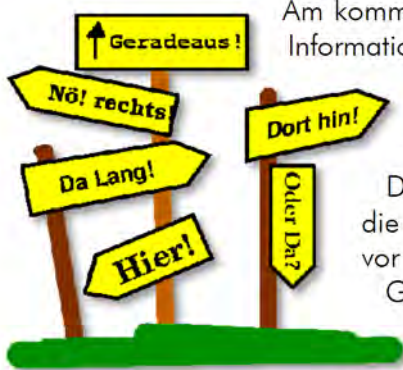 Am komm
Informatio
Geradeaus!
Nö! rechts!
Dort hin!
Da Lang!
Oder Da?
Hier!
D
die
vor
G